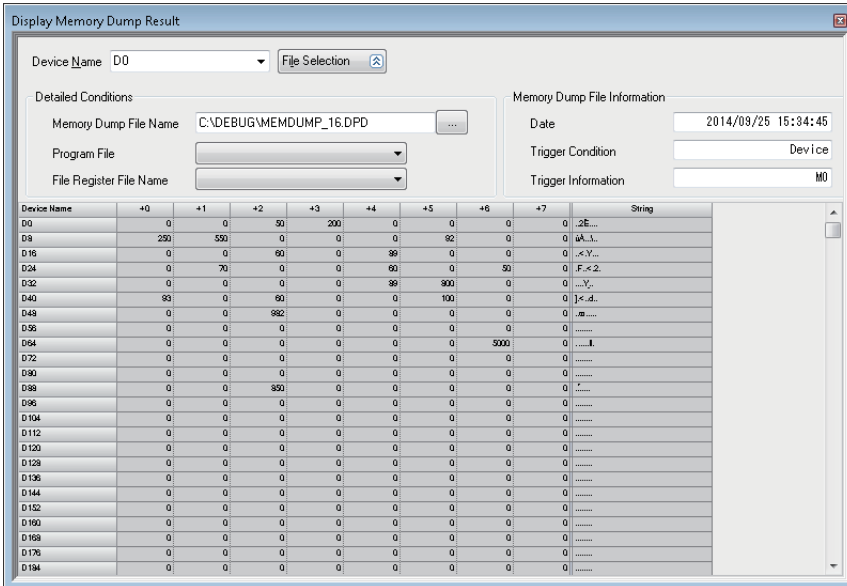 Display Memory Dump Result
Device Name D0 File Selection
Detailed Conditions
Memory Dump File Name C:\DEBUG\MEMDUMP_16.DPD ...
Program File
File Register File Name
Memory Dump File Information
Date 2014/09/25 15:34:45
Trigger Condition Device
Trigger Information M0
Device Name +0 +1 +2 +3 +4 +5 +6 +7 String
D0 0 0 50 200 0 0 0 0 ..2È....
D8 250 550 0 0 0 92 0 0
D16 0 0 60 0 89 0 0 0 ..<.Y...
D24 0 70 0 0 60 0 50 0 .F..<.2.
D32 0 0 0 0 89 800 0 0
D40 93 0 60 0 0 100 0 0 ].<..d..
D48 0 0 982 0 0 0 0 0
D56 0 0 0 0 0 0 0 0 ........
D64 0 0 0 0 0 0 5000 0
D72 0 0 0 0 0 0 0 0 ........
D80 0 0 0 0 0 0 0 0 ........
D88 0 0 850 0 0 0 0 0
D96 0 0 0 0 0 0 0 0 ........
D104 0 0 0 0 0 0 0 0 ........
D112 0 0 0 0 0 0 0 0 ........
D120 0 0 0 0 0 0 0 0 ........
D128 0 0 0 0 0 0 0 0 ........
D136 0 0 0 0 0 0 0 0 ........
D144 0 0 0 0 0 0 0 0 ........
D152 0 0 0 0 0 0 0 0 ........
D160 0 0 0 0 0 0 0 0 ........
D168 0 0 0 0 0 0 0 0 ........
D176 0 0 0 0 0 0 0 0 ........
D184 0 0 0 0 0 0 0 0 ........